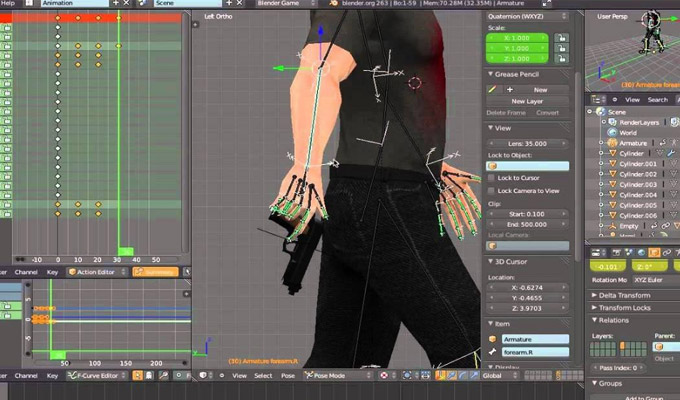 Help
Animation
Scene
Blender Game
blender.org 263 | Bo:1-59 | Mem:70.28M (32.35M) | Armature
Left Ortho
User Persp
Quaternion (WXYZ)
Scale:
X: 1.000
Y: 1.000
Z: 1.000
Grease Pencil
New
New Layer
Delete Frame
Convert
View
Lens: 35.000
Lock to Object:
Lock to Cursor
Lock Camera to View
Clip:
Start: 0.100
End: 500.000
Local Camera:
3D Cursor
Location:
X: -0.6274
Y: -0.4655
Z: 3.9703
Item
Armature
forearm.R
Display
(30) Armature forearm.R
View
Search
Scene
RenderLayers
World
Armature
Cylinder
Cylinder.001
Cylinder.002
Cylinder.003
Cylinder.004
Cylinder.005
Cylinder.006
Empty
Z: 0°
Rotation Mo
XYZ Euler
Delta Transform
Transform Locks
Relations
Layers:
Parent:
Object
Pass Index: 0
Groups
Add to Group
-10 0 10 20 30 40 50
Channel
Key
Action Editor
Summary
50 100 150 200
Channel
Key
F-Curve Editor
View
Select
Pose
Pose Mode
Global